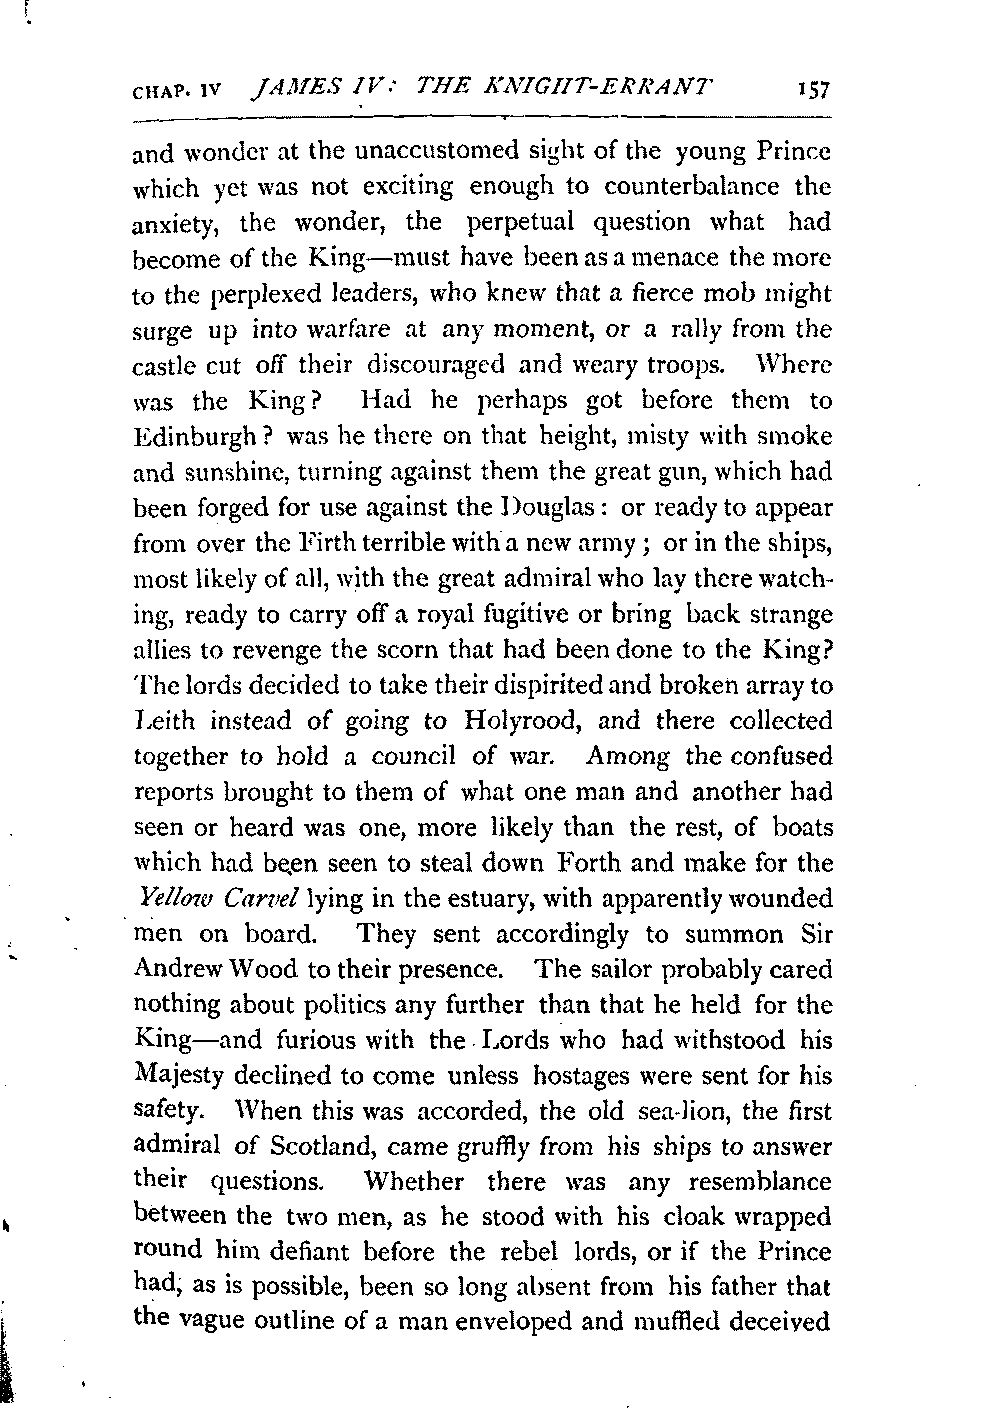 CHAP. IV JAMES IV: THE KNIGHT-ERRANT 157
and wonder at the unaccustomed sight of the young Prince
which yet was not exciting enough to counterbalance the
anxiety, the wonder, the perpetual question what had
become of the King—must have been as a menace the more
to the perplexed leaders, who knew that a fierce mob might
surge up into warfare at any moment, or a rally from the
castle cut off their discouraged and weary troops. Where
was the King? Had he perhaps got before them to
Edinburgh? was he there on that height, misty with smoke
and sunshine, turning against them the great gun, which had
been forged for use against the Douglas: or ready to appear
from over the Firth terrible with a new army; or in the ships,
most likely of all, with the great admiral who lay there watch-
ing, ready to carry off a royal fugitive or bring back strange
allies to revenge the scorn that had been done to the King?
The lords decided to take their dispirited and broken array to
Leith instead of going to Holyrood, and there collected
together to hold a council of war. Among the confused
reports brought to them of what one man and another had
seen or heard was one, more likely than the rest, of boats
which had been seen to steal down Forth and make for the
Yellow Carvel lying in the estuary, with apparently wounded
men on board. They sent accordingly to summon Sir
Andrew Wood to their presence. The sailor probably cared
nothing about politics any further than that he held for the
King—and furious with the Lords who had withstood his
Majesty declined to come unless hostages were sent for his
safety. When this was accorded, the old sea-lion, the first
admiral of Scotland, came gruffly from his ships to answer
their questions. Whether there was any resemblance
between the two men, as he stood with his cloak wrapped
round him defiant before the rebel lords, or if the Prince
had, as is possible, been so long absent from his father that
the vague outline of a man enveloped and muffled deceived